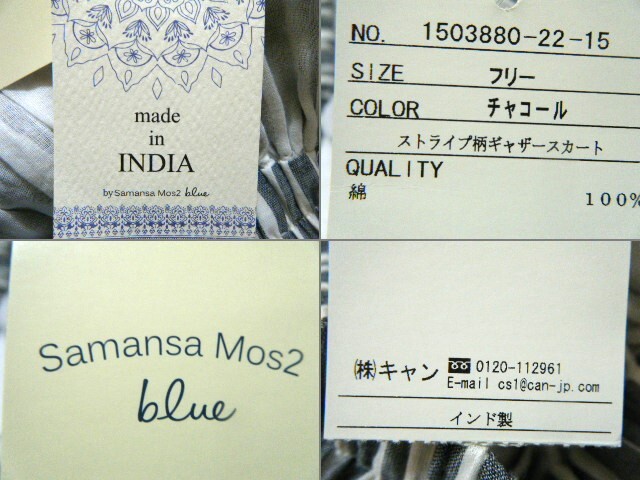 made
in
INDIA
by Samansa Mos2 blue
NO. 1503880-22-15
SIZE フリー
COLOR チャコール
ストライプ柄ギャザースカート
QUALITY
綿 100%
Samansa Mos2
blue
㈱キャン 0120-112961
E-mail cs1@can-jp.com
インド製